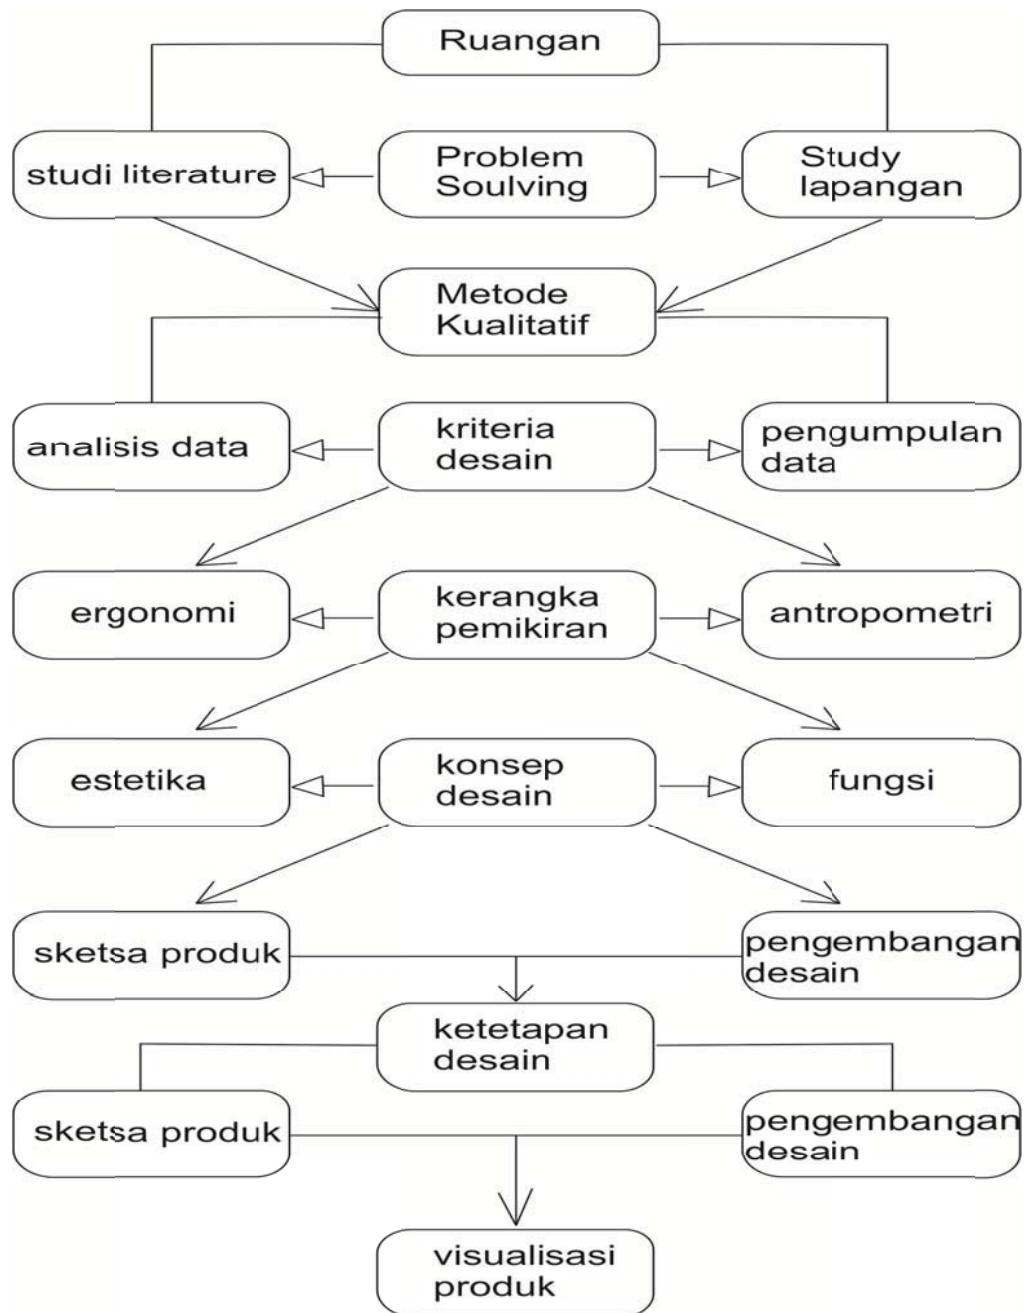 Ruangan
studi literature
Problem
Soulving
Study
lapangan
Metode
Kualitatif
analisis data
kriteria
desain
pengumpulan
data
ergonomi
kerangka
pemikiran
antropometri
estetika
konsep
desain
fungsi
sketsa produk
pengembangan
desain
ketetapan
desain
sketsa produk
pengembangan
desain
visualisasi
produk